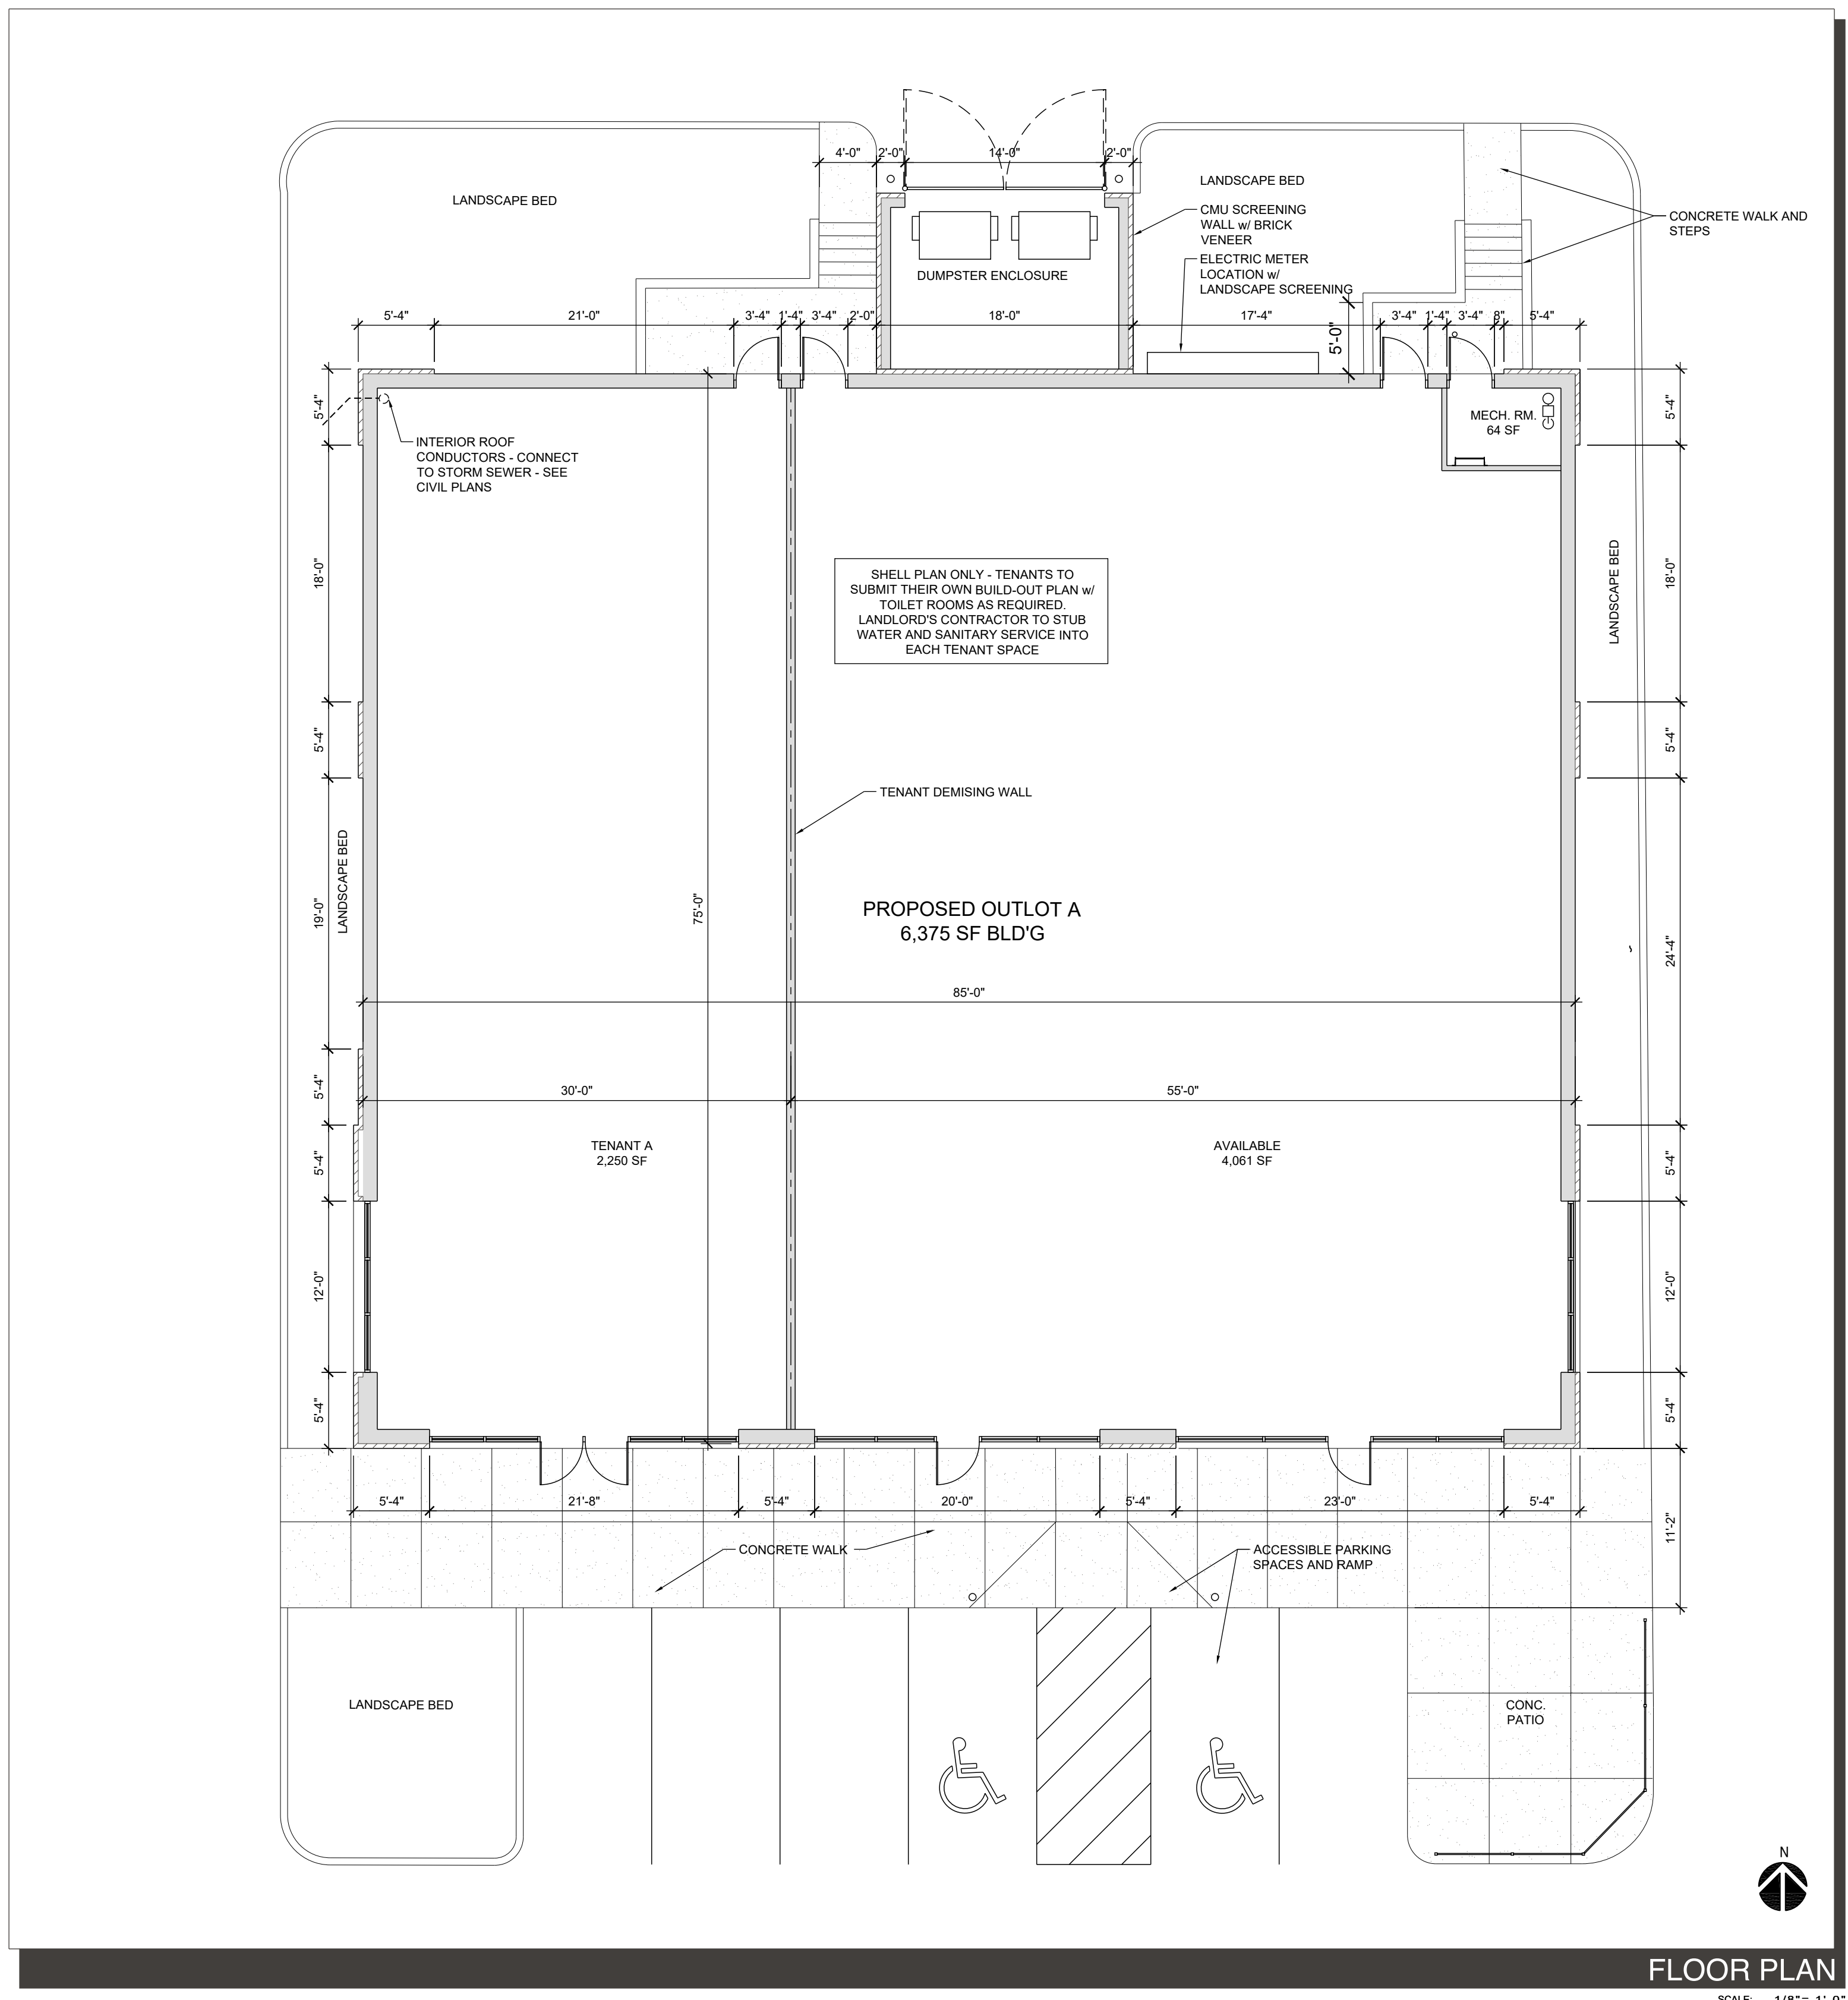 4'-0" 2'-0" 14'-0" 2'-0"
LANDSCAPE BED
LANDSCAPE BED
CMU SCREENING
WALL w/ BRICK
VENEER
ELECTRIC METER
LOCATION w/
LANDSCAPE SCREENING
CONCRETE WALK AND
STEPS
DUMPSTER ENCLOSURE
5'-4" 21'-0" 3'-4" 1'-4" 3'-4" 2'-0" 18'-0" 17'-4" 3'-4" 1'-4" 3'-4" 8" 5'-4"
5'-0"
5'-4"
18'-0"
5'-4"
19'-0"
5'-4"
5'-4"
12'-0"
5'-4"
LANDSCAPE BED
INTERIOR ROOF
CONDUCTORS - CONNECT
TO STORM SEWER - SEE
CIVIL PLANS
MECH. RM.
64 SF
SHELL PLAN ONLY - TENANTS TO
SUBMIT THEIR OWN BUILD-OUT PLAN w/
TOILET ROOMS AS REQUIRED.
LANDLORD'S CONTRACTOR TO STUB
WATER AND SANITARY SERVICE INTO
EACH TENANT SPACE
TENANT DEMISING WALL
75'-0"
PROPOSED OUTLOT A
6,375 SF BLD'G
85'-0"
30'-0" 55'-0"
TENANT A
2,250 SF
AVAILABLE
4,061 SF
LANDSCAPE BED
5'-4"
18'-0"
5'-4"
24'-4"
5'-4"
12'-0"
5'-4"
11'-2"
5'-4" 21'-8" 5'-4" 20'-0" 5'-4" 23'-0" 5'-4"
CONCRETE WALK
ACCESSIBLE PARKING
SPACES AND RAMP
LANDSCAPE BED
CONC.
PATIO
N
FLOOR PLAN
SCALE: 1/8"= 1'-0"